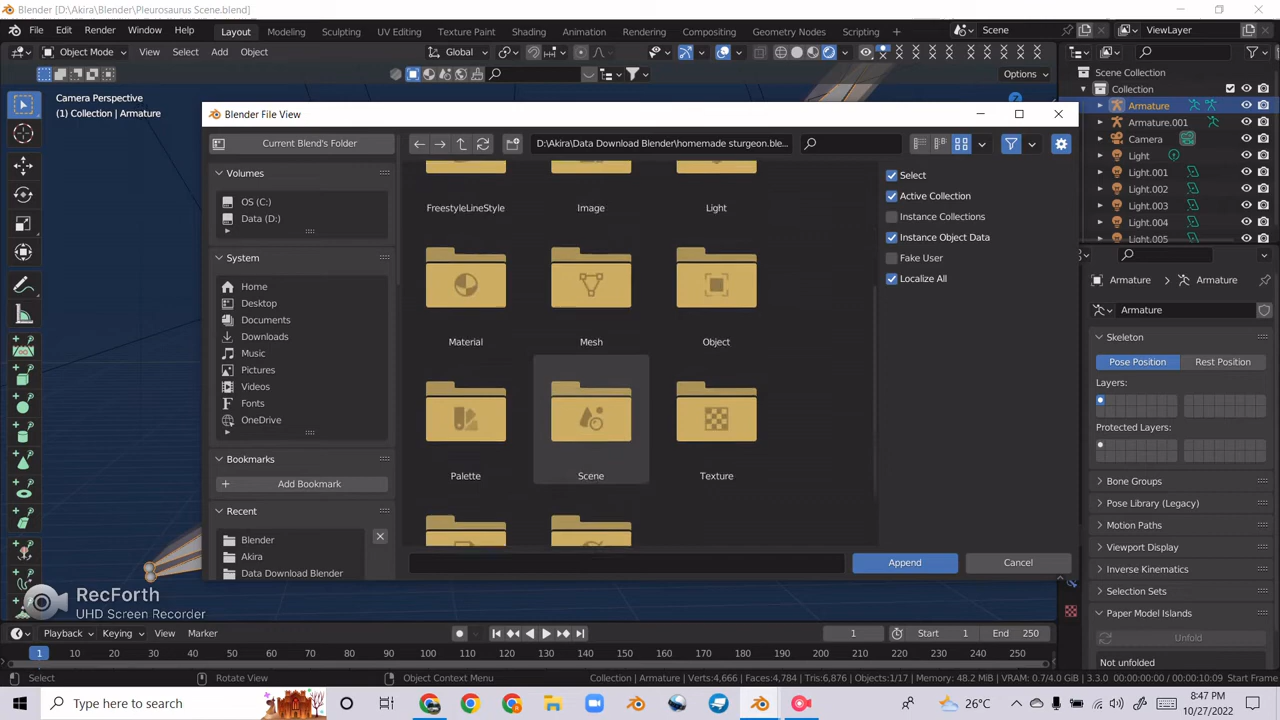 Blender [D:\Akira\Blender\Pleurosaurus Scene.blend]
File Edit Render Window Help Layout Modeling Sculpting UV Editing Texture Paint Shading Animation Rendering Compositing Geometry Nodes Scripting + Scene ViewLayer
Object Mode View Select Add Object Global
Options
Camera Perspective
(1) Collection | Armature
Scene Collection
Collection
Armature
Armature.001
Camera
Light
Light.001
Light.002
Light.003
Light.004
Light.005
Blender File View
Current Blend's Folder
D:\Akira\Data Download Blender\homemade sturgeon.ble...
Volumes
OS (C:)
Data (D:)
System
Home
Desktop
Documents
Downloads
Music
Pictures
Videos
Fonts
OneDrive
Bookmarks
Add Bookmark
Recent
Blender
Akira
Data Download Blender
FreestyleLineStyle Image Light
Material Mesh Object
Palette Scene Texture
Select
Active Collection
Instance Collections
Instance Object Data
Fake User
Localize All
Append Cancel
Armature Armature
Armature
Skeleton
Pose Position Rest Position
Layers:
Protected Layers:
Bone Groups
Pose Library (Legacy)
Motion Paths
Viewport Display
Inverse Kinematics
Selection Sets
Paper Model Islands
Unfold
Not unfolded
RecForth
UHD Screen Recorder
Playback Keying View Marker 1 Start 1 End 250
1 10 20 30 40 50 60 70 80 90 100 110 120 130 140 150 160 170 180 190 200 210 220 230 240 250
Select Rotate View Object Context Menu Collection | Armature | Verts:4,666 | Faces:4,784 | Tris:6,876 | Objects:1/17 | Memory: 48.2 MiB | VRAM: 0.7/4.0 GiB | 3.3.0 00:00:00:00 / 00:00:10:09 Start Frame
Type here to search
26°C
8:47 PM
10/27/2022